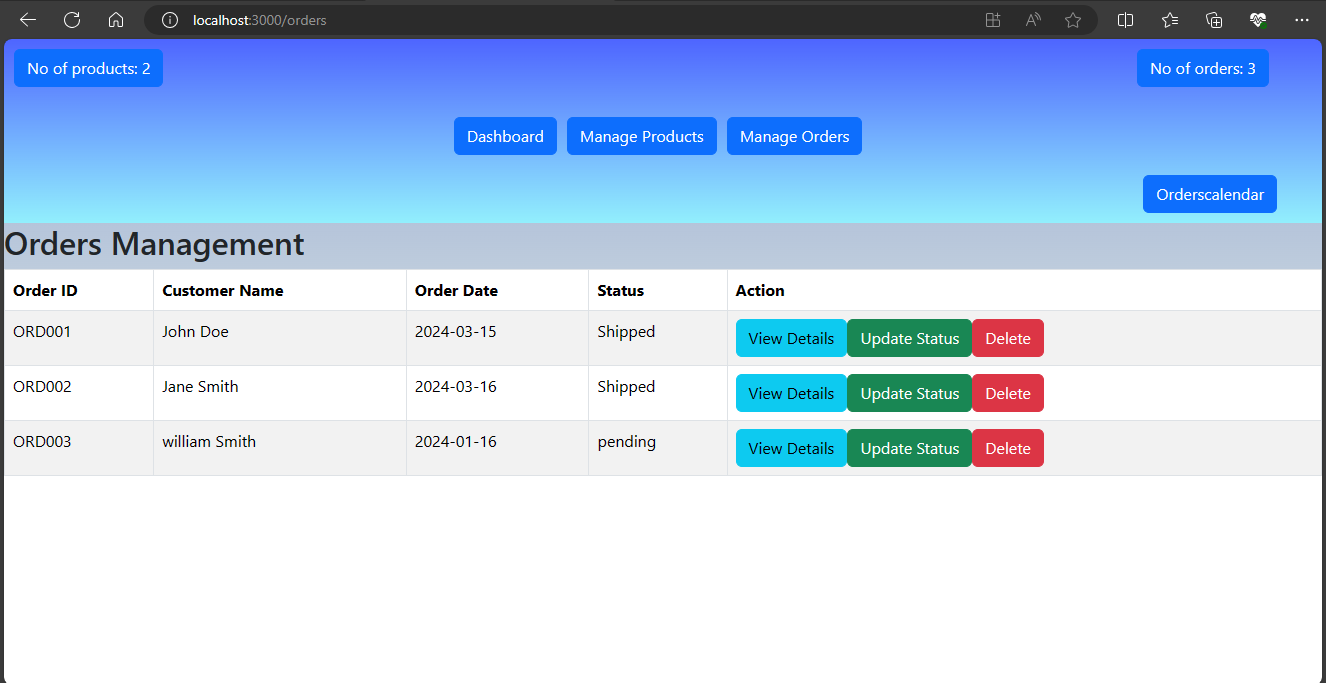 localhost:3000/orders
No of products: 2 No of orders: 3
Dashboard Manage Products Manage Orders
Orderscalendar
Orders Management
Order ID Customer Name Order Date Status Action
ORD001 John Doe 2024-03-15 Shipped View Details Update Status Delete
ORD002 Jane Smith 2024-03-16 Shipped View Details Update Status Delete
ORD003 william Smith 2024-01-16 pending View Details Update Status Delete